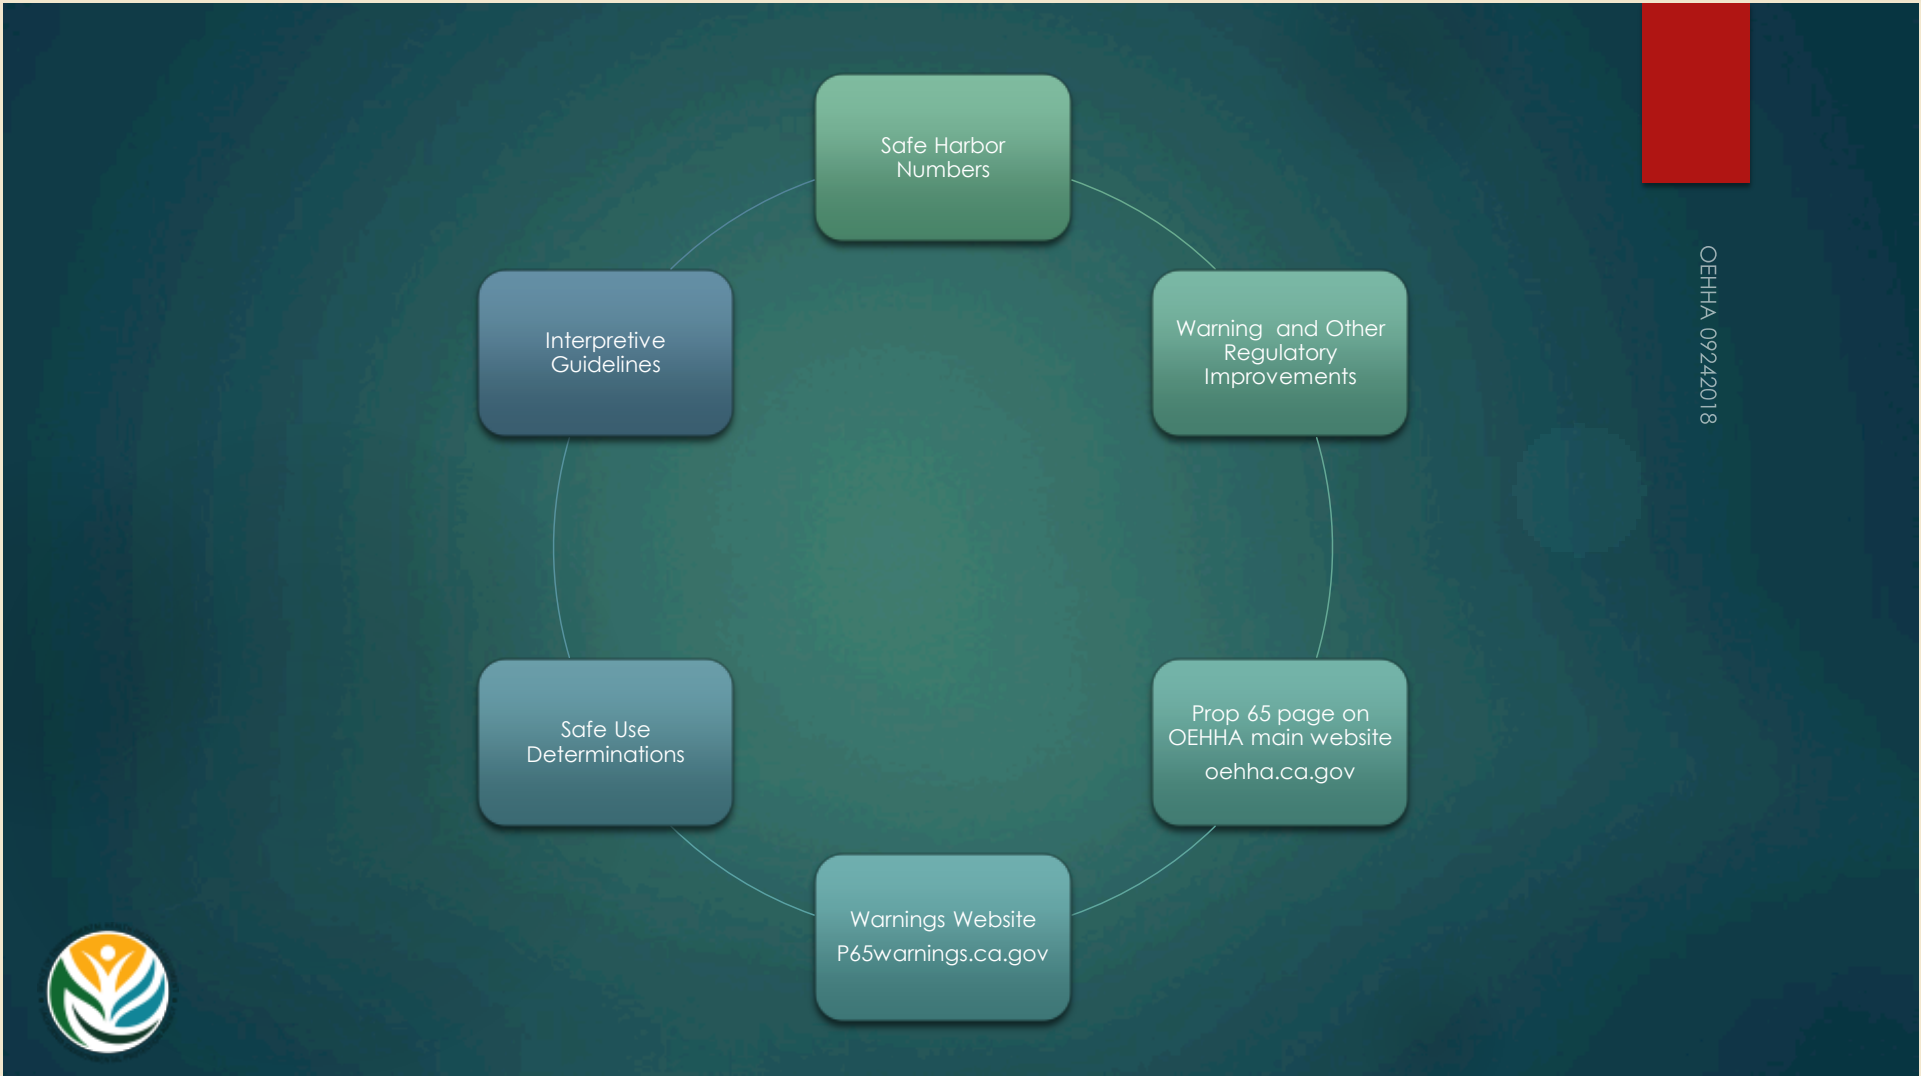 Safe Harbor
Numbers
Warning  and Other
Regulatory
Improvements
Prop 65 page on
OEHHA main website
oehha.ca.gov
Warnings Website
P65warnings.ca.gov
Safe Use
Determinations
Interpretive
Guidelines
OEHHA 09242018